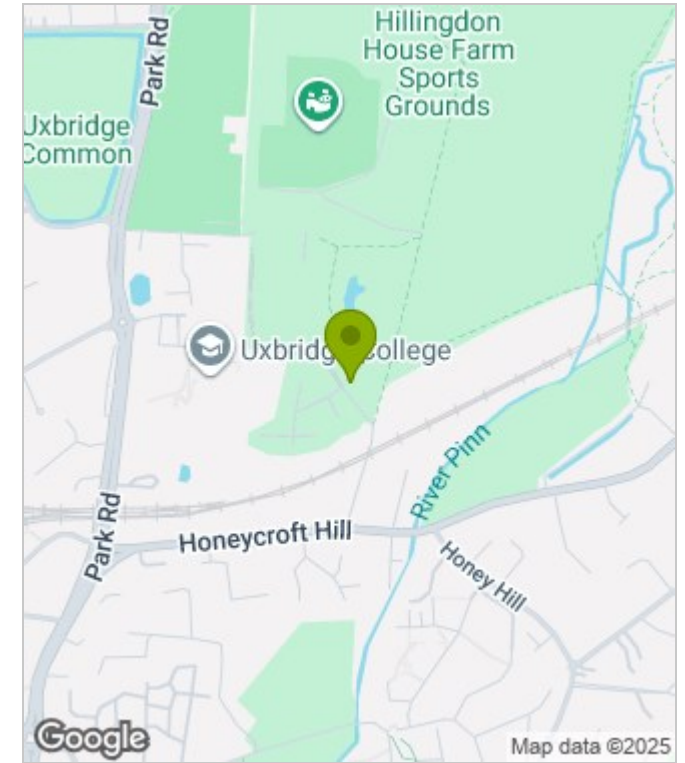 Hillingdon
House Farm
Sports
Grounds
Park Rd
Uxbridge
Common
Uxbridge College
River Pinn
Park Rd
Honeycroft Hill
Honey Hill
Google
Map data ©2025